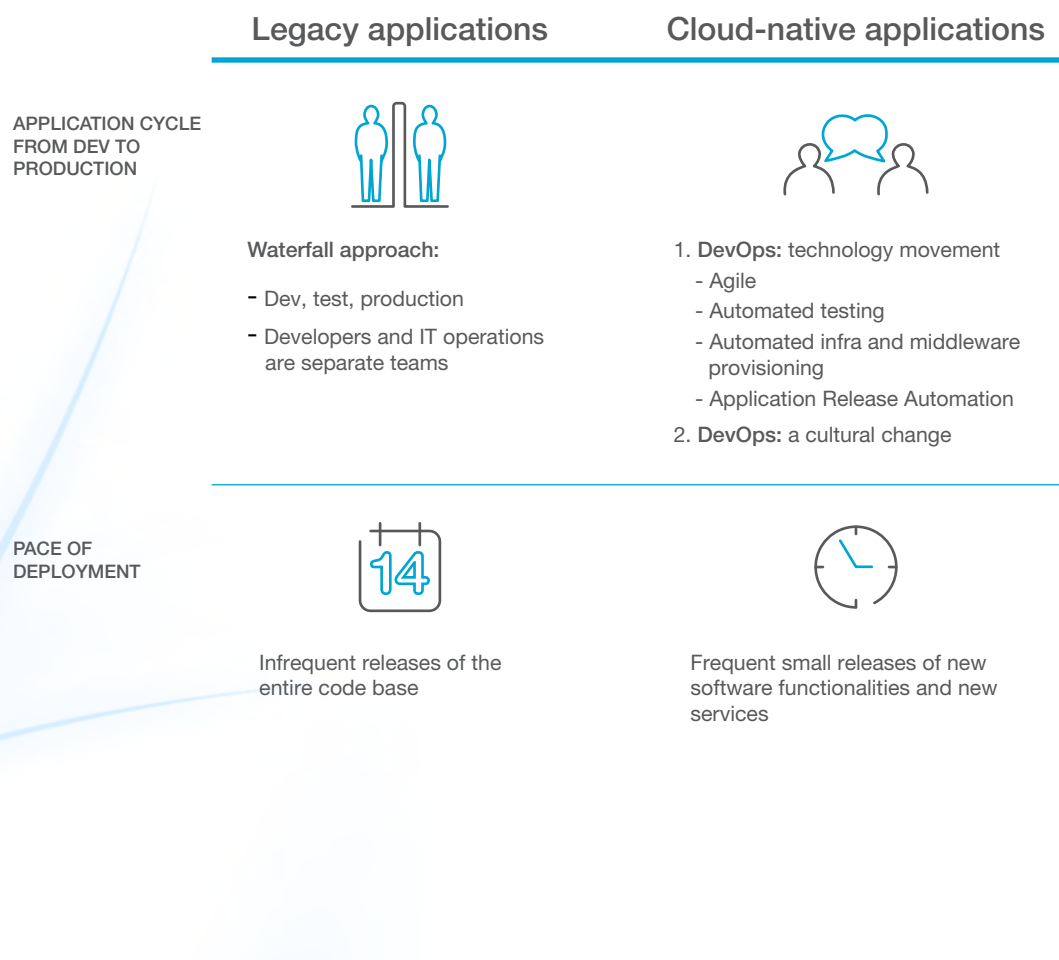 Legacy applications
Cloud-native applications
APPLICATION CYCLE
FROM DEV TO
PRODUCTION
Waterfall approach:
- Dev, test, production
- Developers and IT operations
are separate teams
1. DevOps: technology movement
- Agile
- Automated testing
- Automated infra and middleware
provisioning
- Application Release Automation
2. DevOps: a cultural change
PACE OF
DEPLOYMENT
14
Infrequent releases of the
entire code base
Frequent small releases of new
software functionalities and new
services